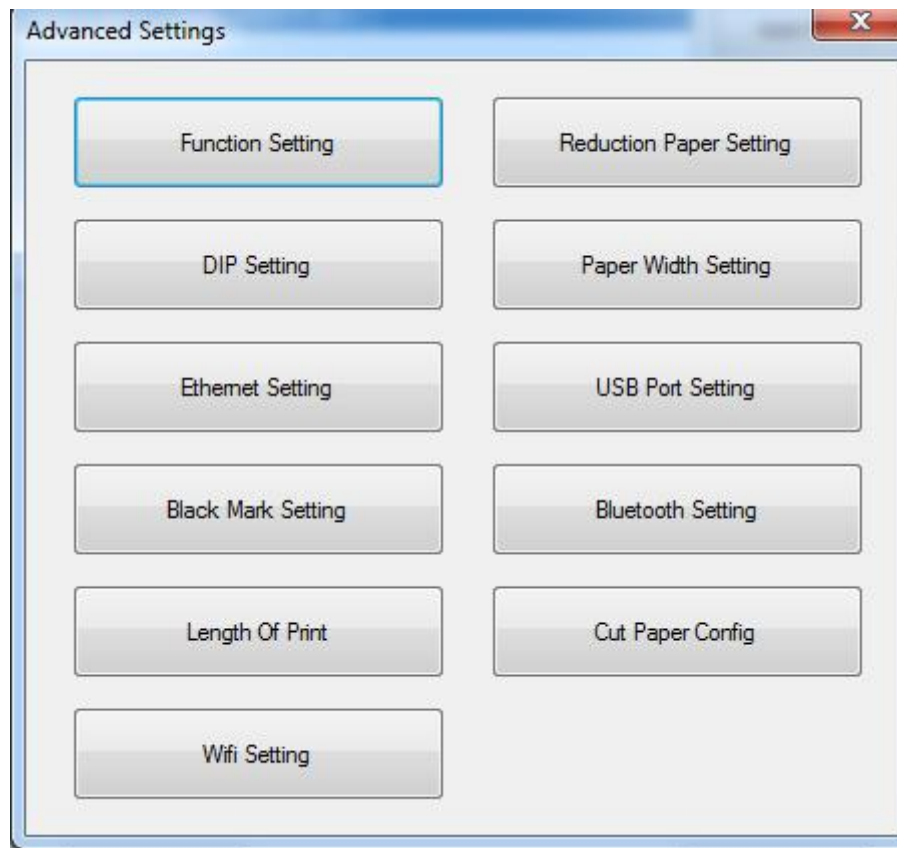 Advanced Settings
Function Setting
Reduction Paper Setting
DIP Setting
Paper Width Setting
Ethernet Setting
USB Port Setting
Black Mark Setting
Bluetooth Setting
Length Of Print
Cut Paper Config
Wifi Setting